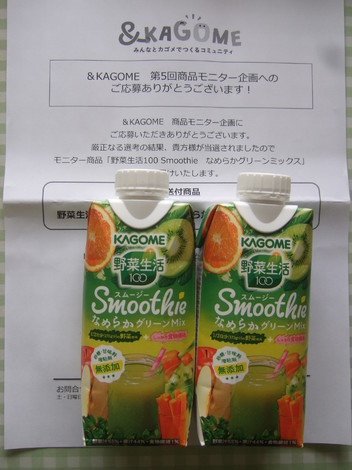 &KAGOME
みんなとカゴメでつくるコミュニティ
&KAGOME 第5回商品モニター企画への
ご応募ありがとうございます!
&KAGOME 商品モニター企画に
ご応募いただきありがとうございます。
厳正なる選考の結果、貴方様が当選されましたので
モニター商品「野菜生活100 Smoothie なめらかグリーンミックス」
けいたします。
送付商品
野菜生活
KAGOME
野菜生活
100
スムージー
Smoothie
なめらかグリーンMix
無添加
KAGOME
野菜生活
100
スムージー
Smoothie
なめらかグリーンMix
無添加
お問合
土・日曜